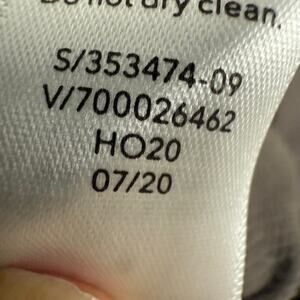 Do not dry clean.
S/353474-09
V/700026462
HO20
07/20